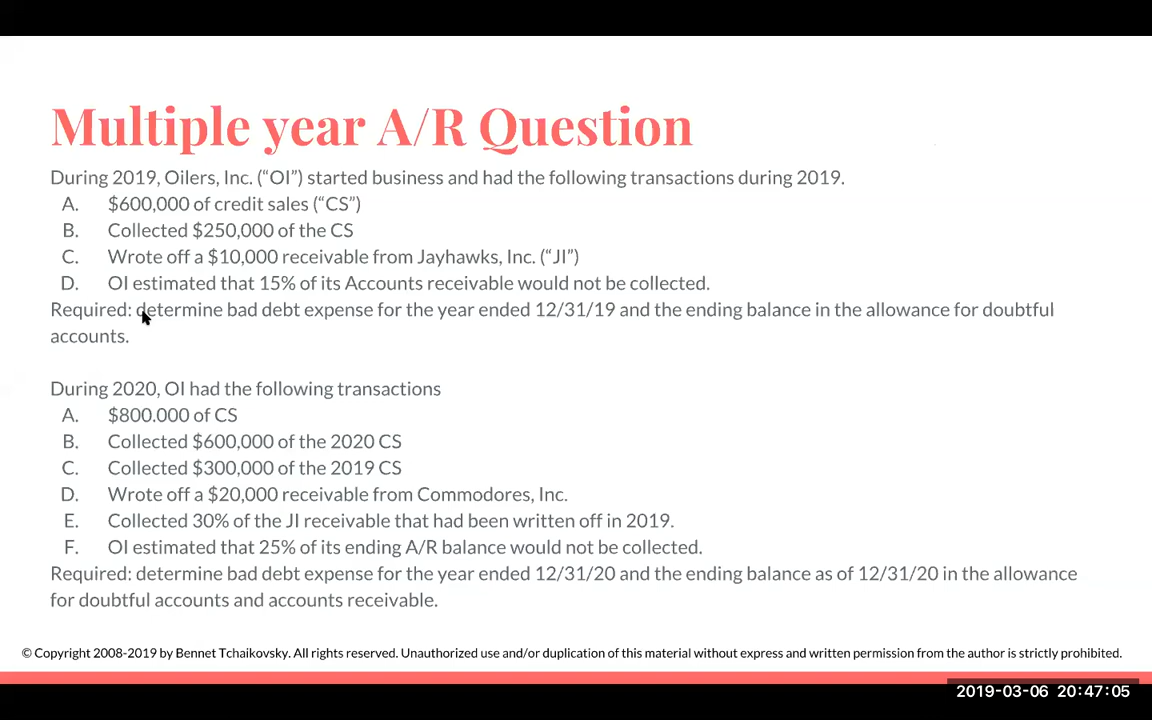 Multiple year A/R Question
During 2019, Oilers, Inc. (“OI”) started business and had the following transactions during 2019.
A. $600,000 of credit sales (“CS”)
B. Collected $250,000 of the CS
C. Wrote off a $10,000 receivable from Jayhawks, Inc. (“JI”)
D. OI estimated that 15% of its Accounts receivable would not be collected.
Required: determine bad debt expense for the year ended 12/31/19 and the ending balance in the allowance for doubtful
accounts.
During 2020, OI had the following transactions
A. $800.000 of CS
B. Collected $600,000 of the 2020 CS
C. Collected $300,000 of the 2019 CS
D. Wrote off a $20,000 receivable from Commodores, Inc.
E. Collected 30% of the JI receivable that had been written off in 2019.
F. OI estimated that 25% of its ending A/R balance would not be collected.
Required: determine bad debt expense for the year ended 12/31/20 and the ending balance as of 12/31/20 in the allowance
for doubtful accounts and accounts receivable.
© Copyright 2008-2019 by Bennet Tchaikovsky. All rights reserved. Unauthorized use and/or duplication of this material without express and written permission from the author is strictly prohibited.
2019-03-06 20:47:05